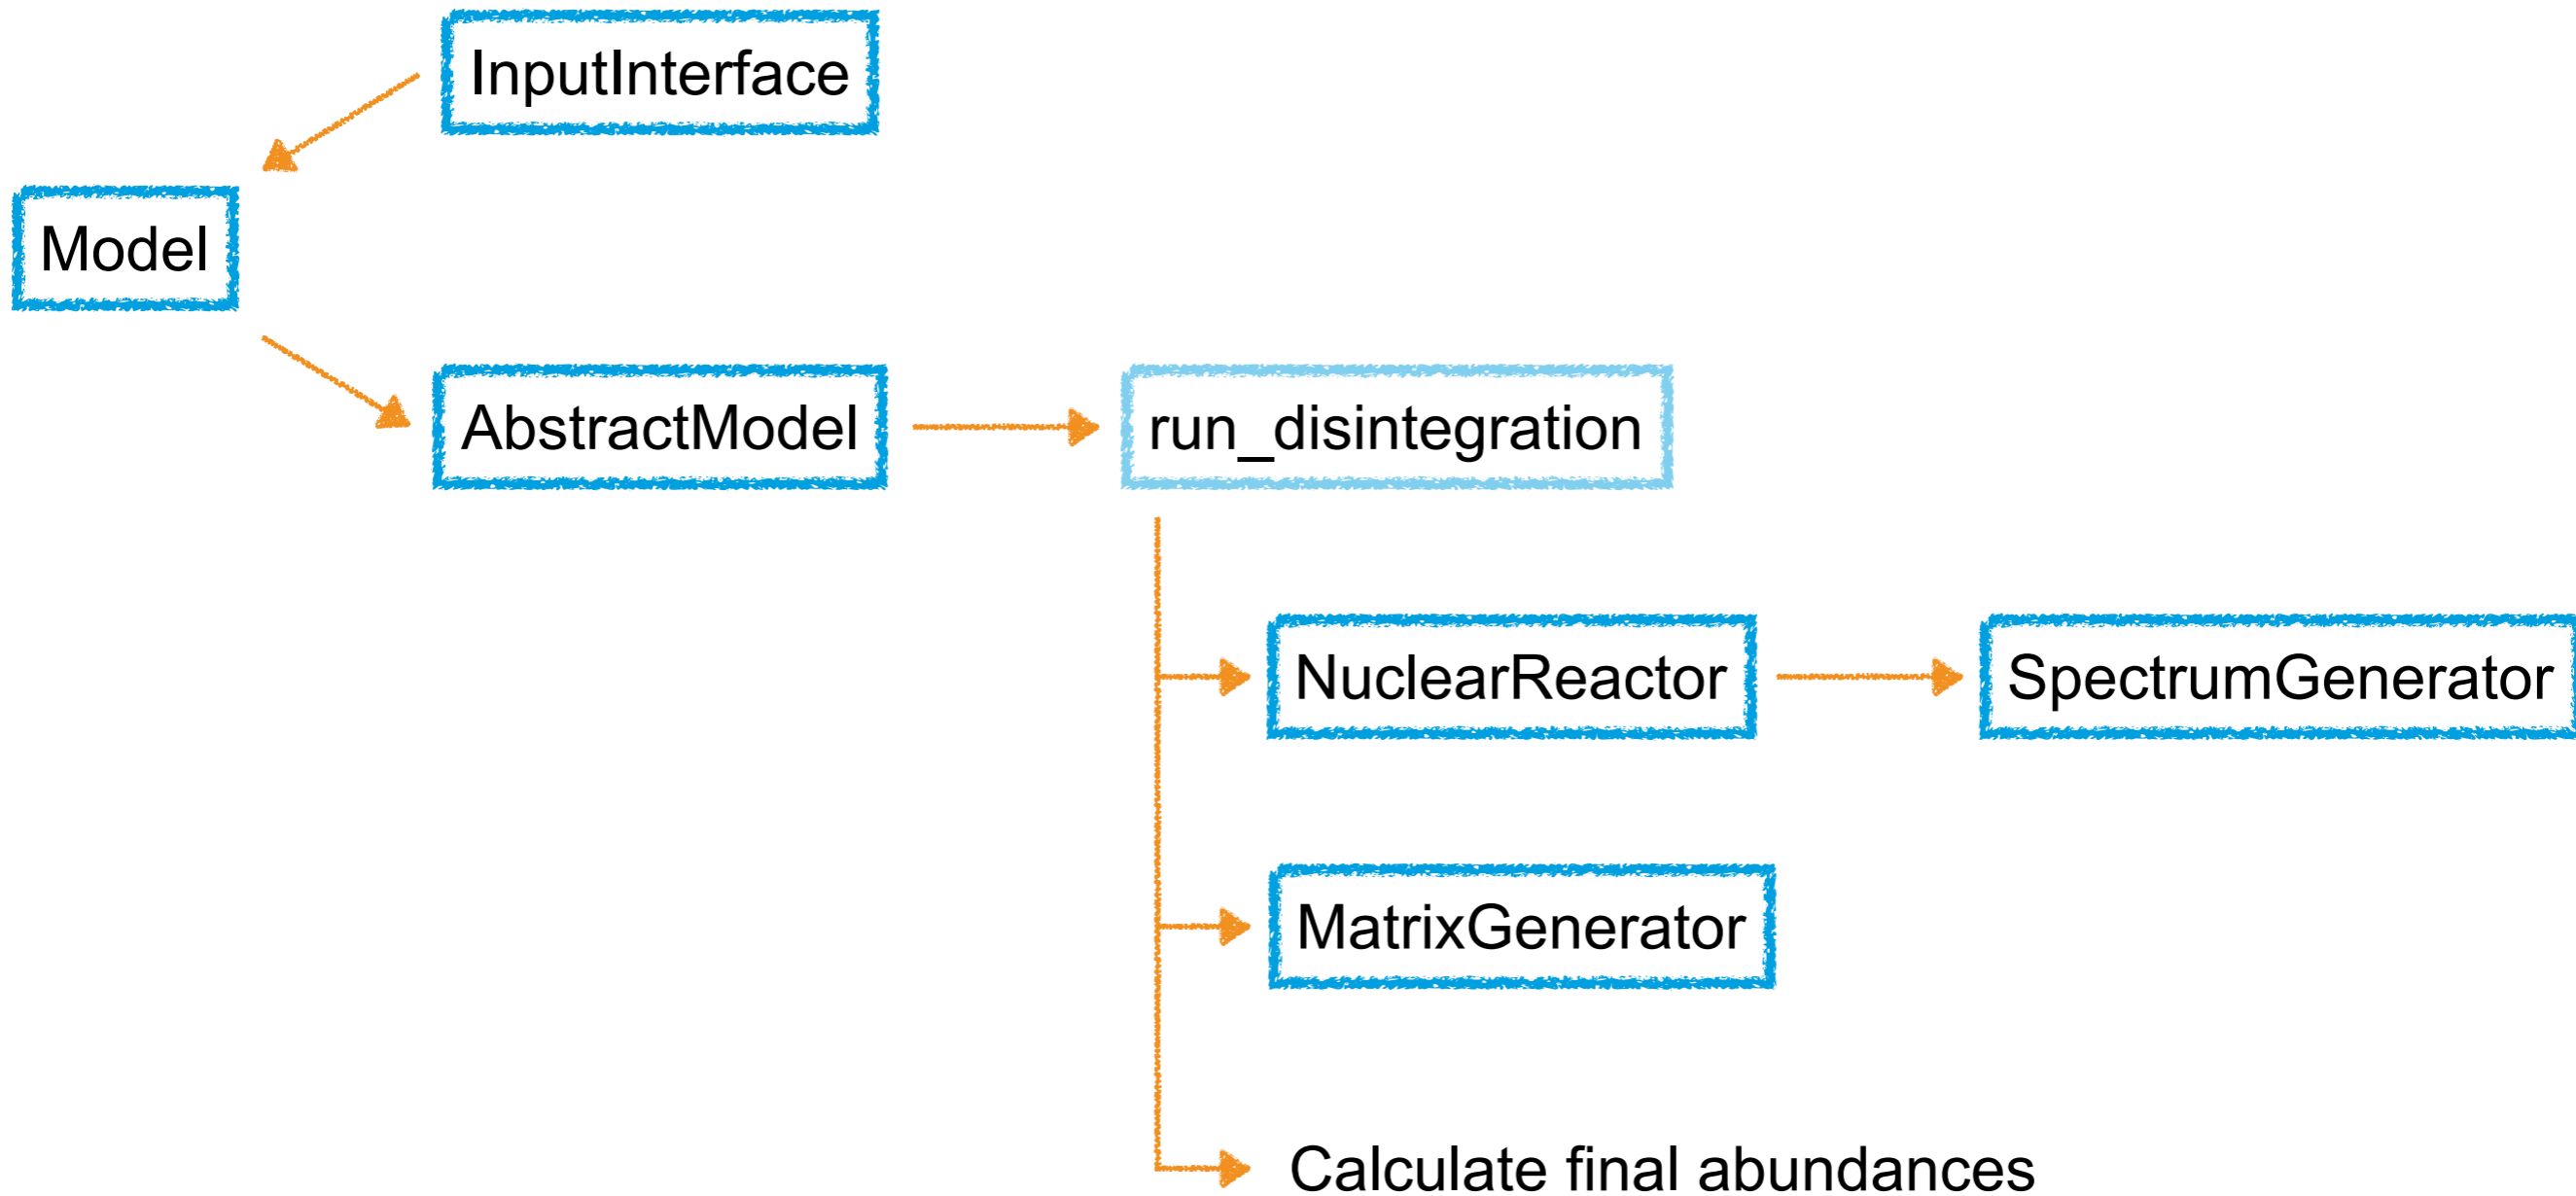 InputInterface
Model
AbstractModel
run_disintegration
NuclearReactor
SpectrumGenerator
MatrixGenerator
Calculate final abundances